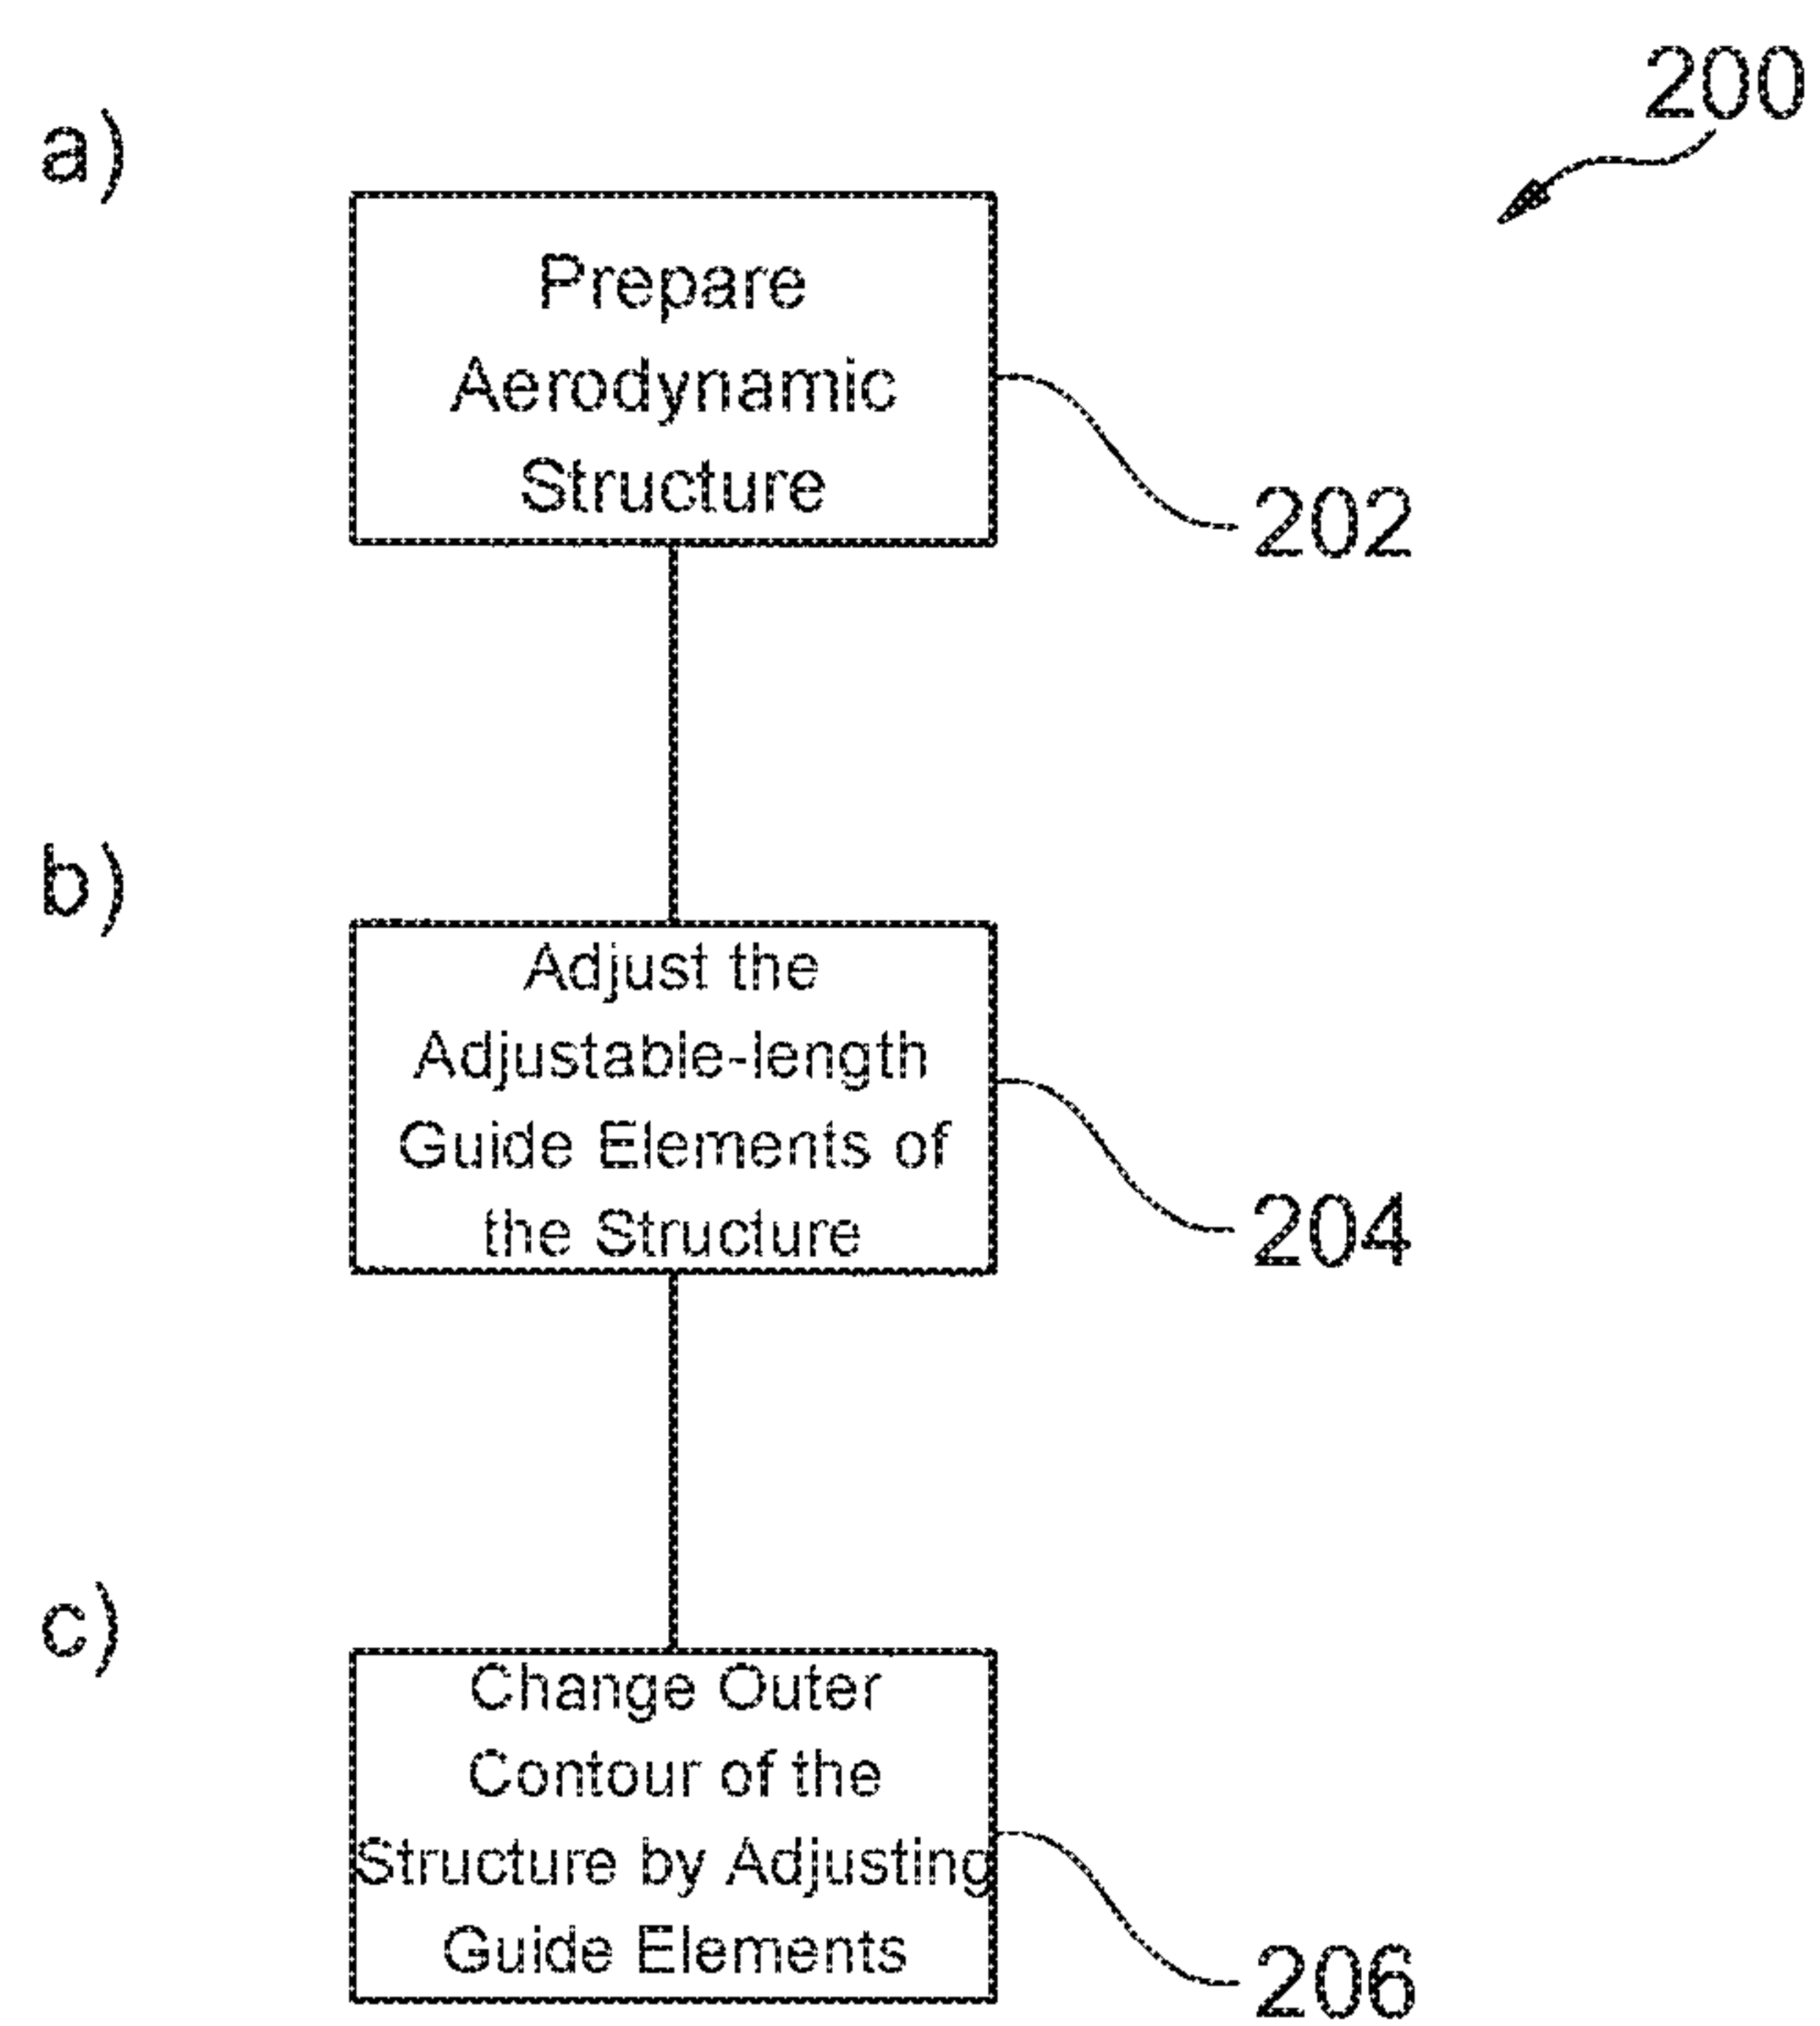 200
a)
Prepare
Aerodynamic
Structure
202
b)
Adjust the
Adjustable-length
Guide Elements of
the Structure
204
c)
Change Outer
Contour of the
Structure by Adjusting
Guide Elements
206